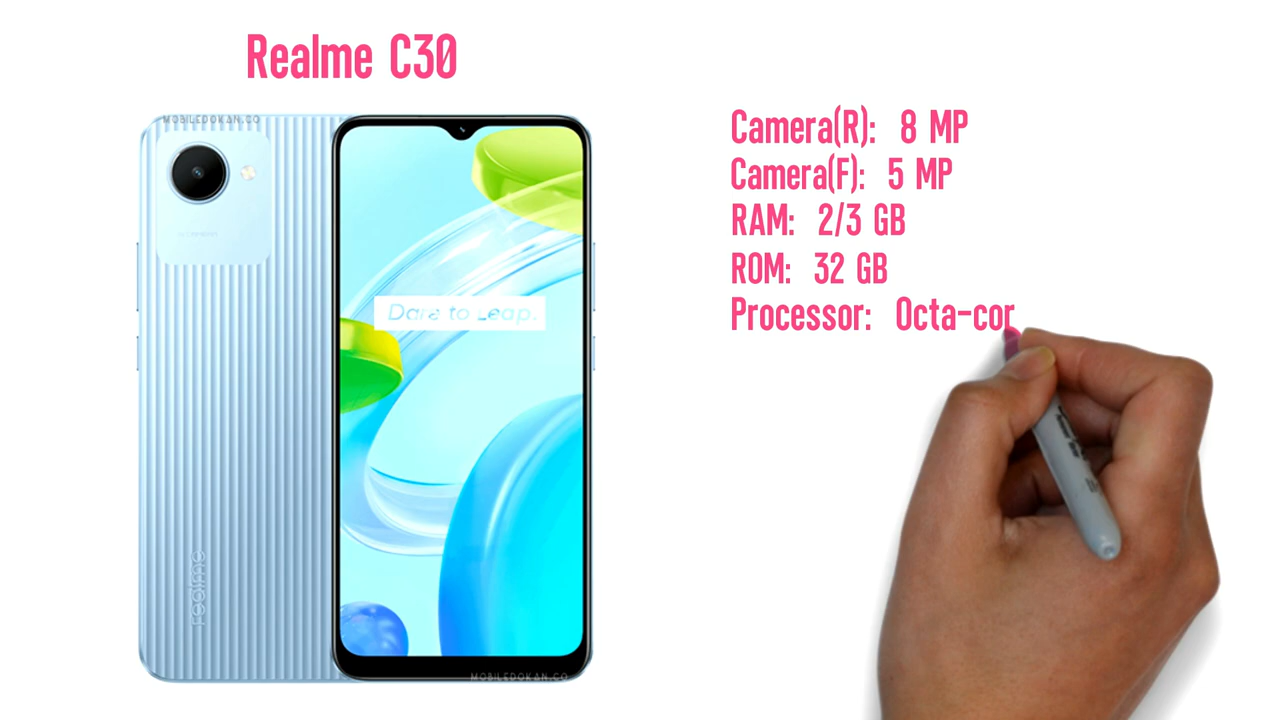 Realme C30
MOBILEDOKAN.CO
Camera(R): 8 MP
Camera(F): 5 MP
RAM: 2/3 GB
ROM: 32 GB
Processor: Octa-cor
Dare to Leap.
realme
MOBILEDOKAN.CO